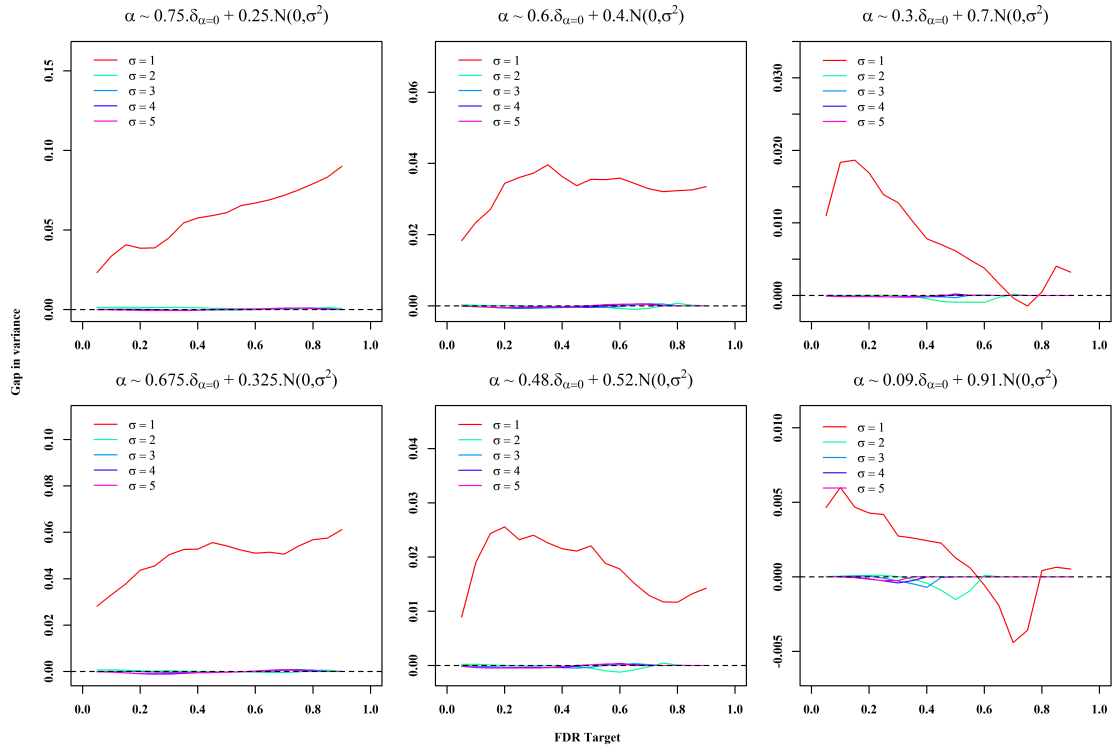 α ~ 0.75.δα=0 + 0.25.N(0,σ²)
0.00 0.05 0.10 0.15
σ = 1
σ = 2
σ = 3
σ = 4
σ = 5
0.0 0.2 0.4 0.6 0.8 1.0
α ~ 0.6.δα=0 + 0.4.N(0,σ²)
0.00 0.02 0.04 0.06
σ = 1
σ = 2
σ = 3
σ = 4
σ = 5
0.0 0.2 0.4 0.6 0.8 1.0
α ~ 0.3.δα=0 + 0.7.N(0,σ²)
0.000 0.010 0.020 0.030
σ = 1
σ = 2
σ = 3
σ = 4
σ = 5
0.0 0.2 0.4 0.6 0.8 1.0
Gap in variance
α ~ 0.675.δα=0 + 0.325.N(0,σ²)
0.00 0.02 0.04 0.06 0.08 0.10
σ = 1
σ = 2
σ = 3
σ = 4
σ = 5
0.0 0.2 0.4 0.6 0.8 1.0
α ~ 0.48.δα=0 + 0.52.N(0,σ²)
0.00 0.01 0.02 0.03 0.04
σ = 1
σ = 2
σ = 3
σ = 4
σ = 5
0.0 0.2 0.4 0.6 0.8 1.0
α ~ 0.09.δα=0 + 0.91.N(0,σ²)
-0.005 0.000 0.005 0.010
σ = 1
σ = 2
σ = 3
σ = 4
σ = 5
0.0 0.2 0.4 0.6 0.8 1.0
FDR Target